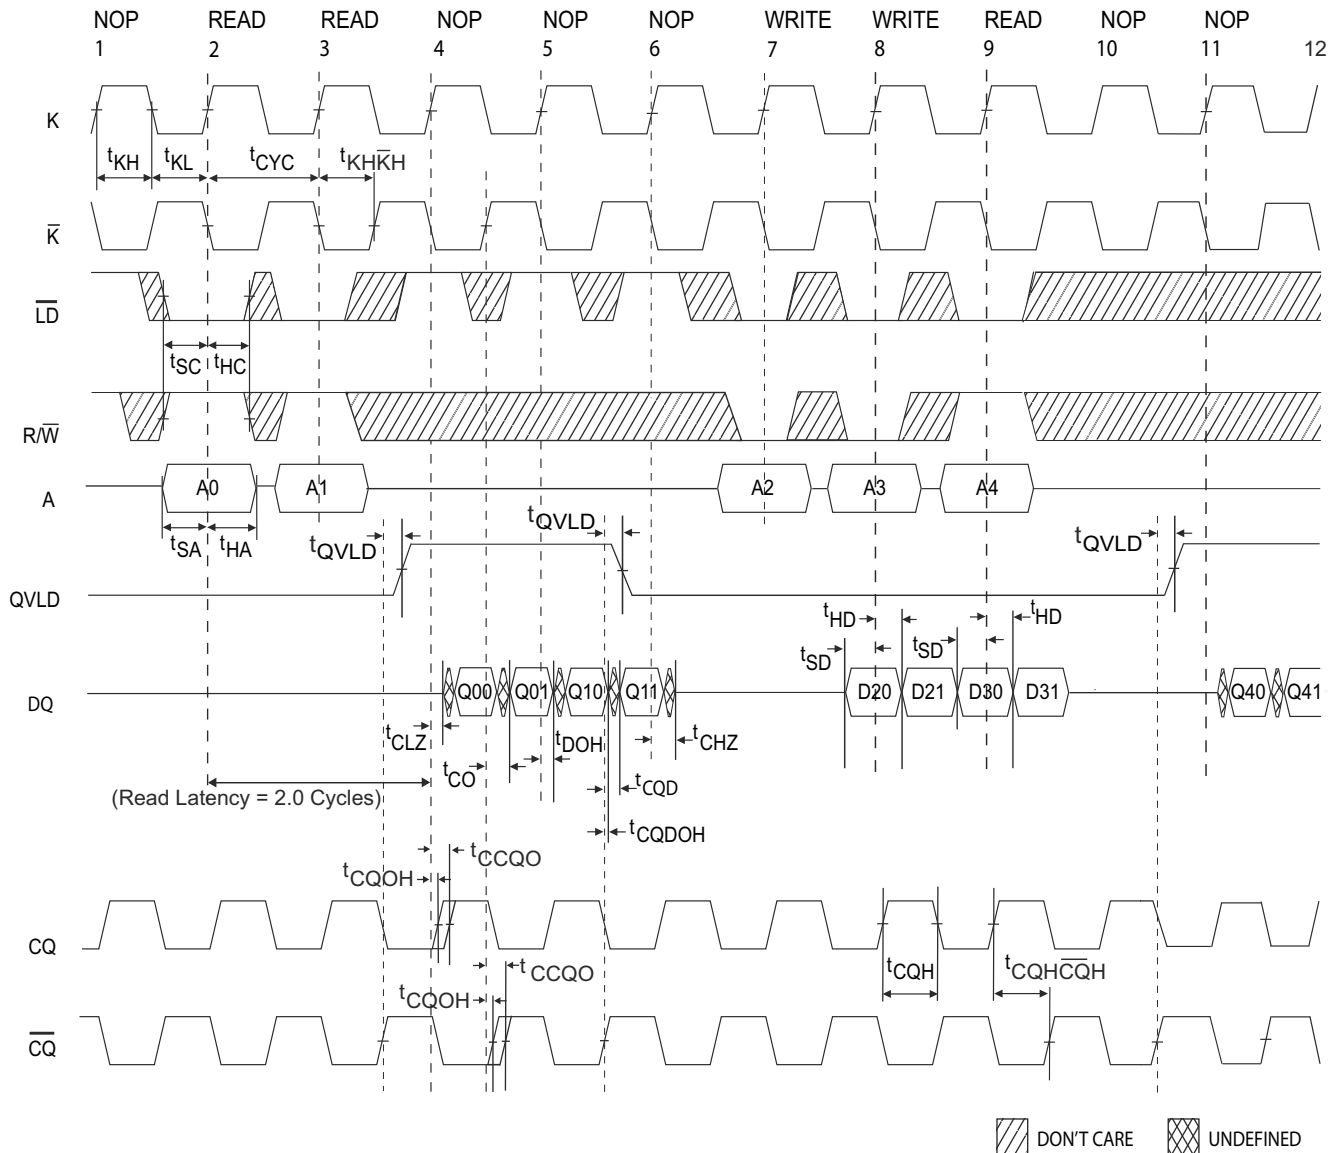 NOP READ READ NOP NOP NOP WRITE WRITE READ NOP NOP
1 2 3 4 5 6 7 8 9 10 11 12
K
tKH tKL tCYC tKHK̅H
K̅
L̅D̅
tSC tHC
R/W̅
A A0 A1 A2 A3 A4
tSA tHA tQVLD tQVLD tQVLD
QVLD
tHD tHD
tSD tSD
DQ Q00 Q01 Q10 Q11 D20 D21 D30 D31 Q40 Q41
tCLZ tDOH tCHZ
tCO tCQD
(Read Latency = 2.0 Cycles)
tCQDOH
tCCQO
tCQOH
CQ
tCCQO tCQH tCQHC̅Q̅H
tCQOH
C̅Q̅
DON'T CARE UNDEFINED